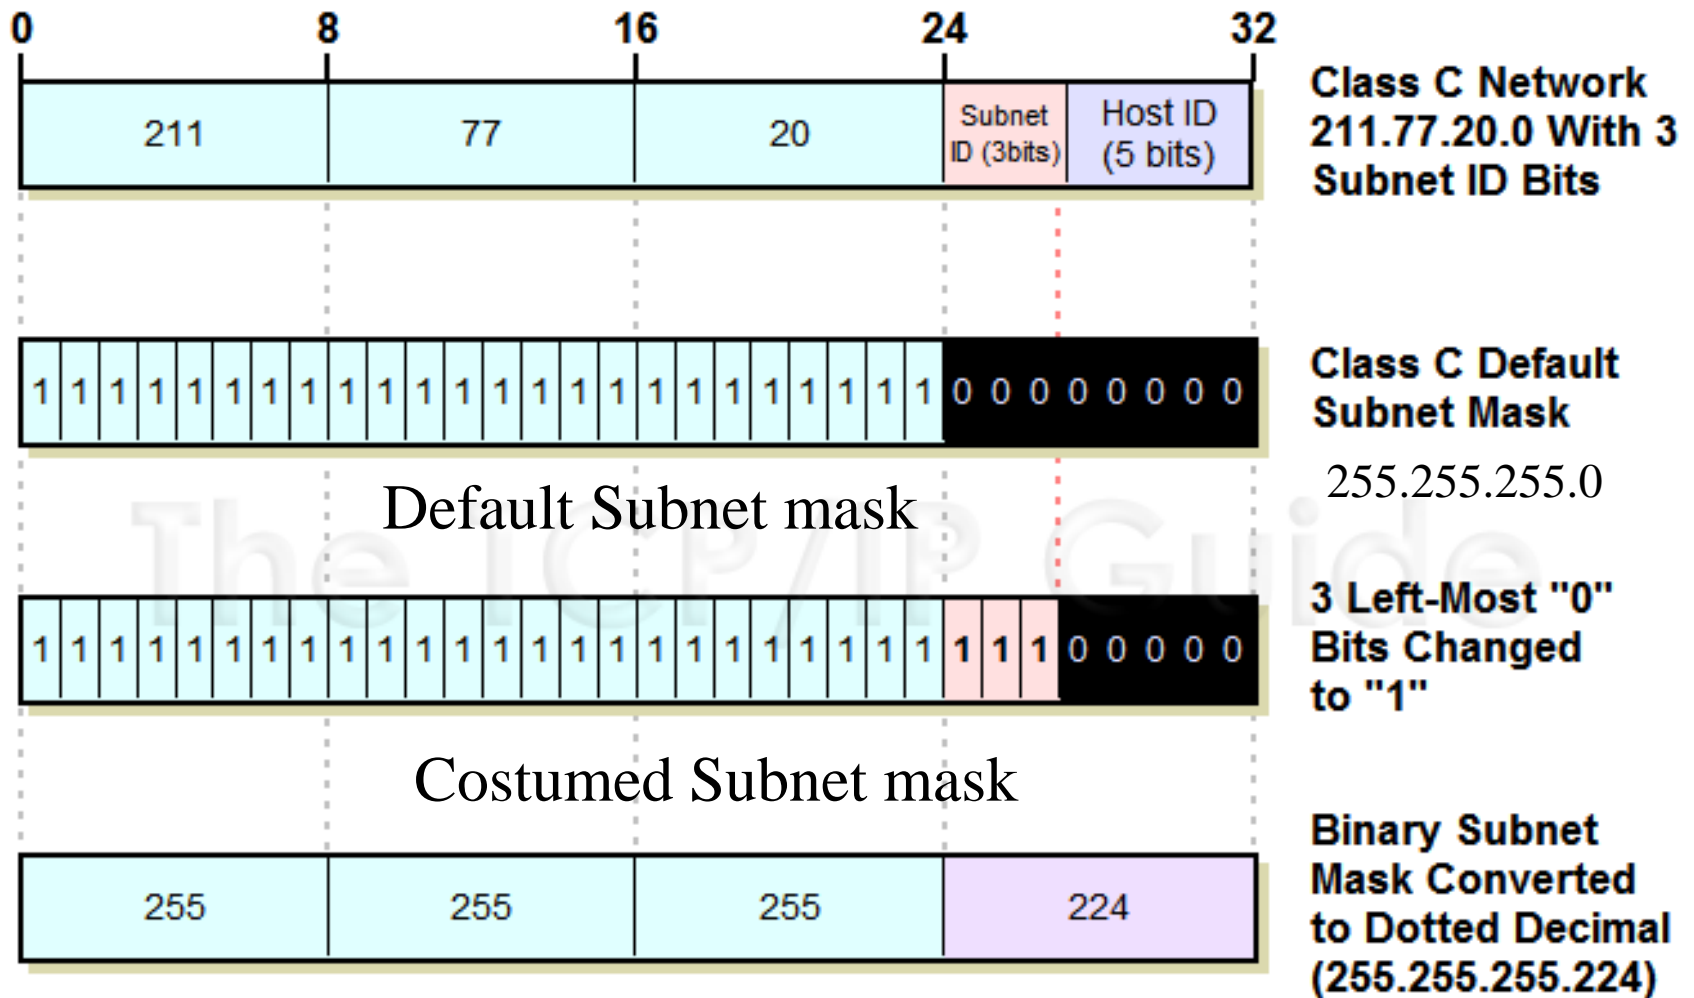 0 8 16 24 32
211 77 20 Subnet ID (3bits) Host ID (5 bits)
Class C Network
211.77.20.0 With 3
Subnet ID Bits
1 1 1 1 1 1 1 1 1 1 1 1 1 1 1 1 1 1 1 1 1 1 1 1 0 0 0 0 0 0 0 0
Class C Default
Subnet Mask
255.255.255.0
Default Subnet mask
The TCP/IP Guide
1 1 1 1 1 1 1 1 1 1 1 1 1 1 1 1 1 1 1 1 1 1 1 1 1 1 1 0 0 0 0 0
3 Left-Most "0"
Bits Changed
to "1"
Costumed Subnet mask
255 255 255 224
Binary Subnet
Mask Converted
to Dotted Decimal
(255.255.255.224)